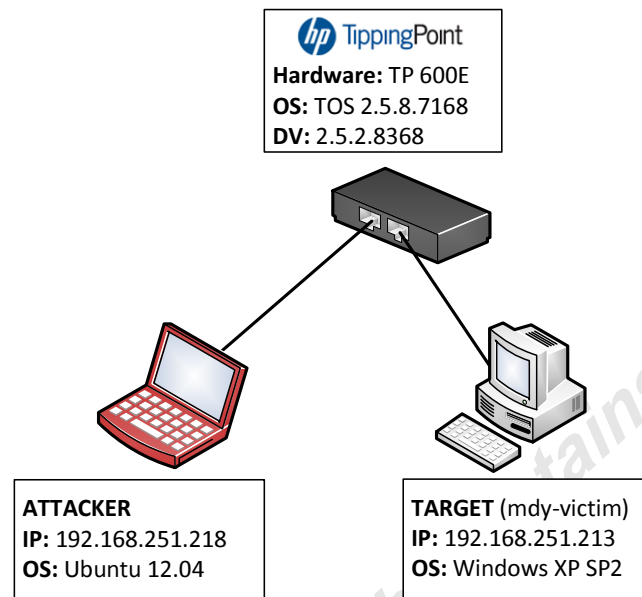 hp TippingPoint
Hardware: TP 600E
OS: TOS 2.5.8.7168
DV: 2.5.2.8368
ATTACKER
IP: 192.168.251.218
OS: Ubuntu 12.04
TARGET (mdy-victim)
IP: 192.168.251.213
OS: Windows XP SP2